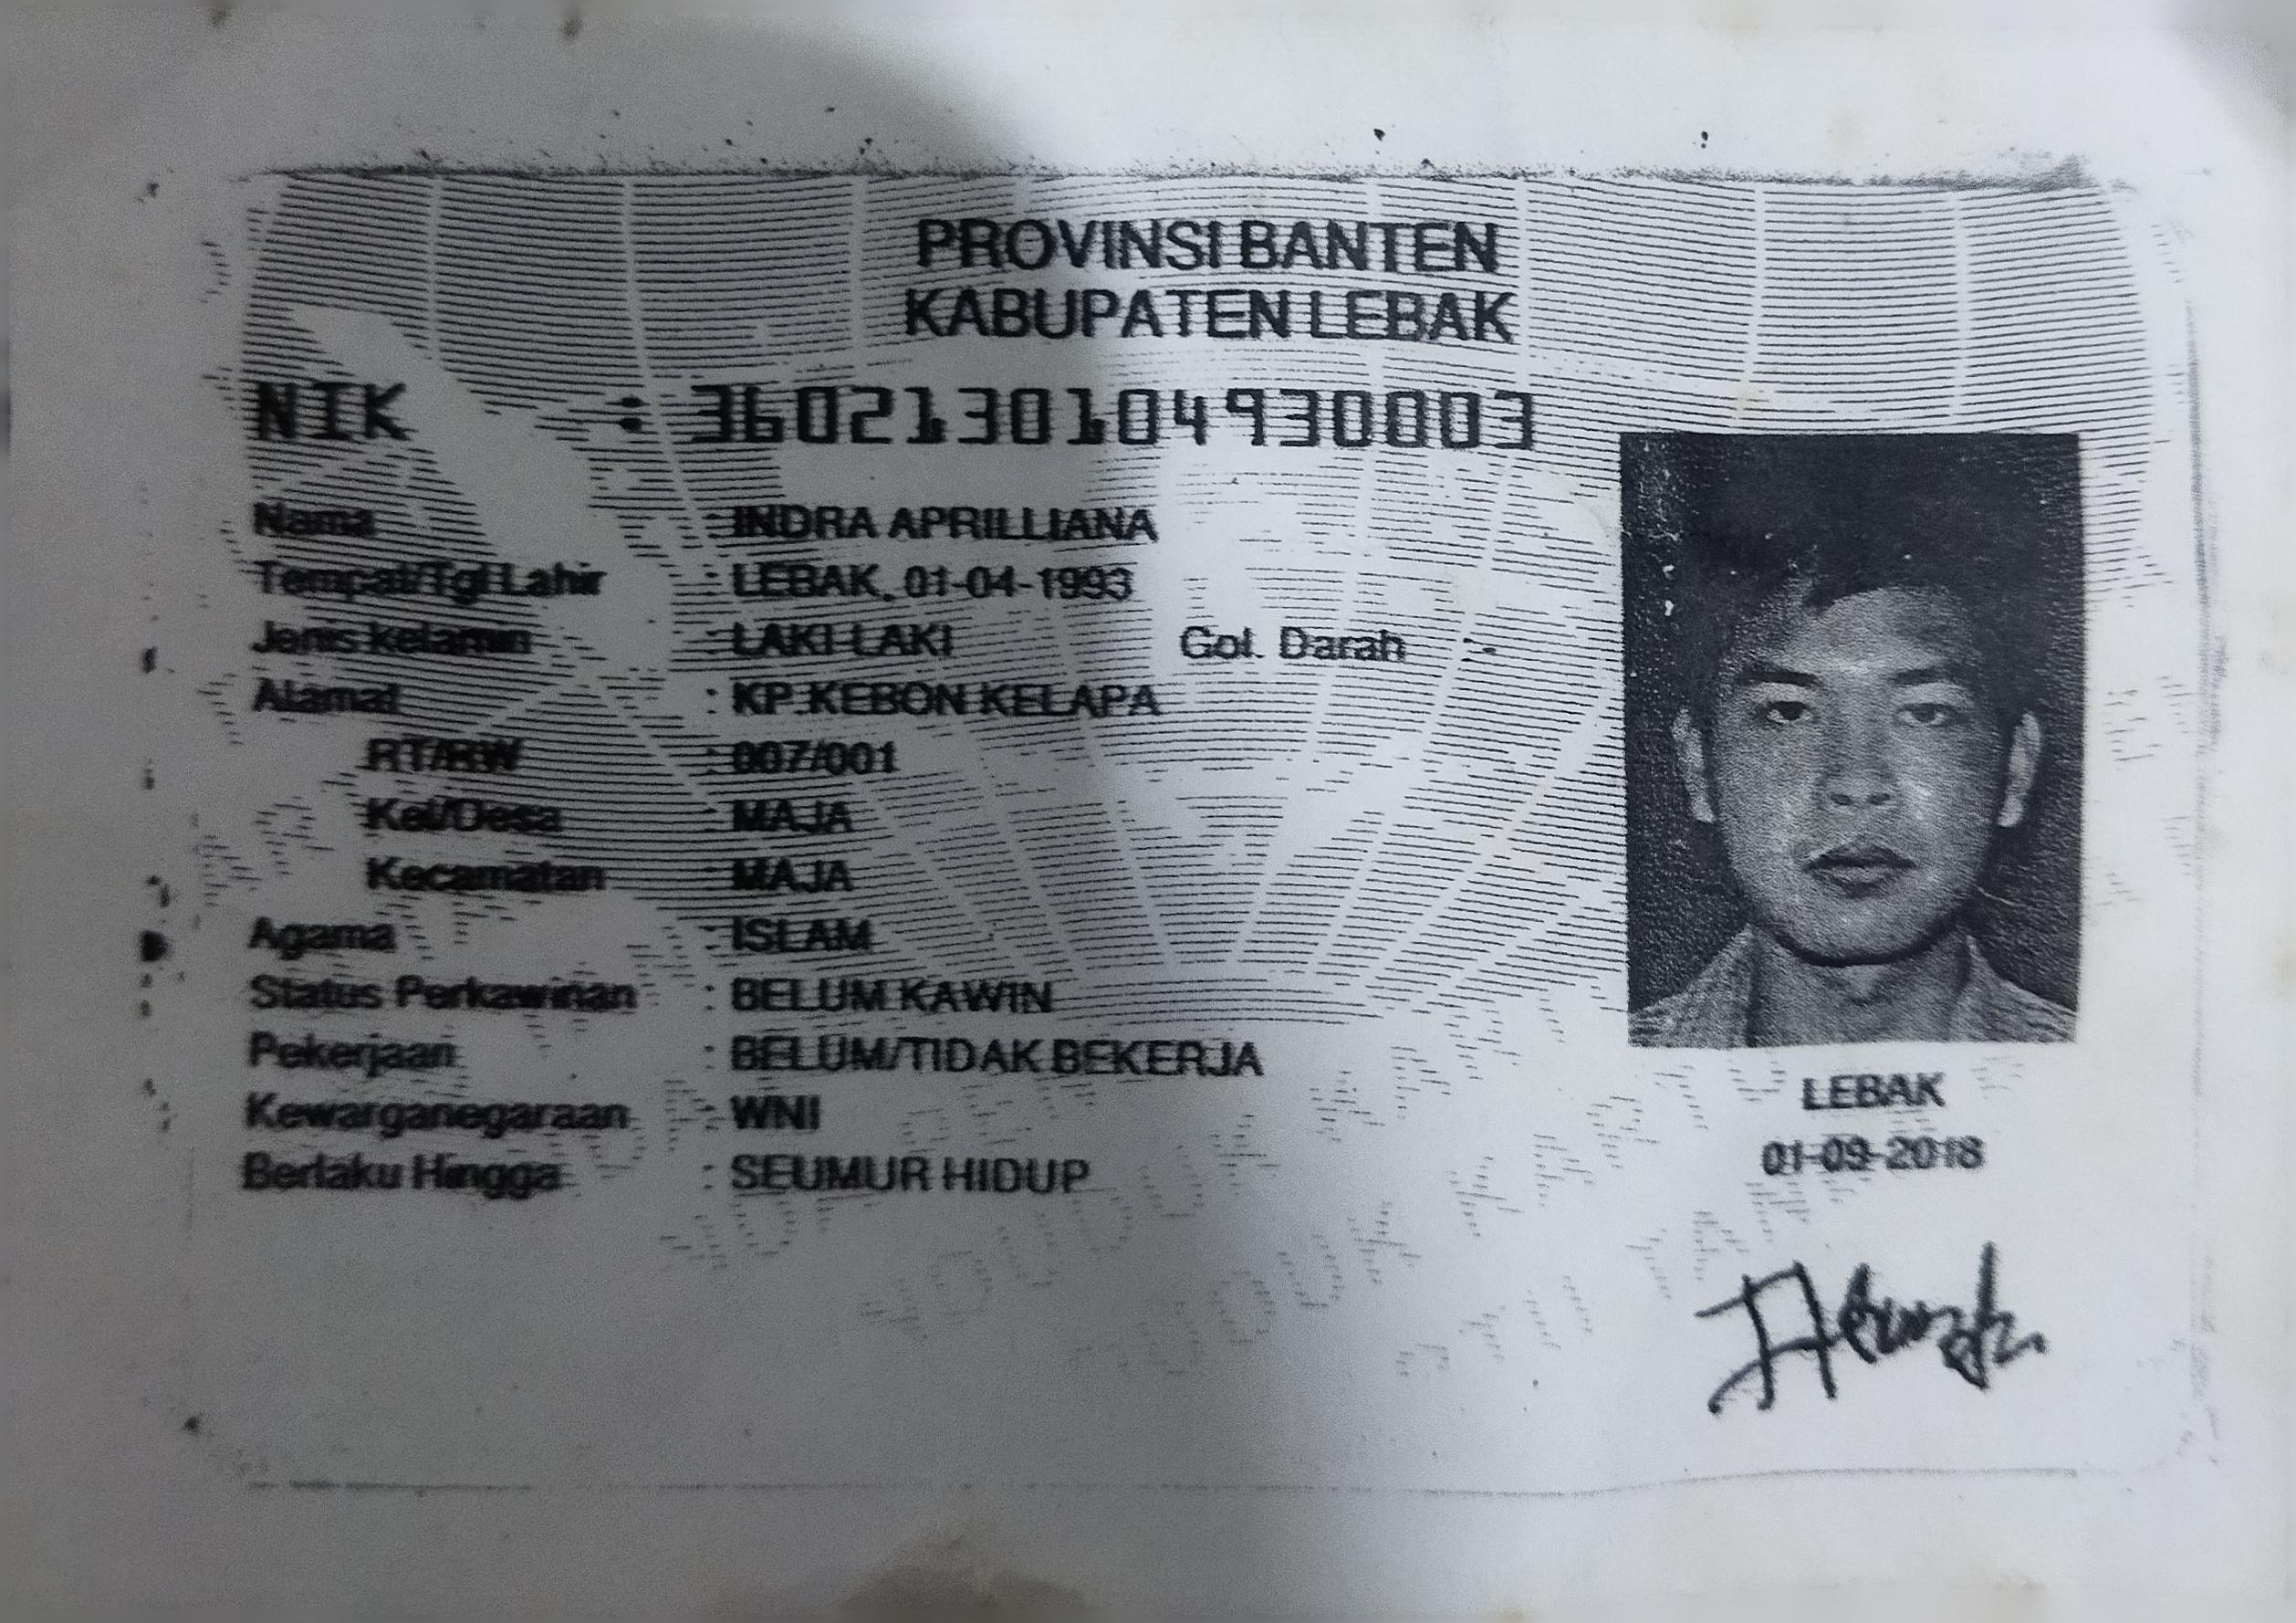 PROVINSI BANTEN
KABUPATEN LEBAK
NIK : 3602130104930003
Nama : INDRA APRILLIANA
Tempat/Tgl Lahir : LEBAK, 01-04-1993
Jenis kelamin : LAKI-LAKI Gol. Darah : -
Alamat : KP.KEBON KELAPA
RT/RW : 007/001
Kel/Desa : MAJA
Kecamatan : MAJA
Agama : ISLAM
Status Perkawinan : BELUM KAWIN
Pekerjaan : BELUM/TIDAK BEKERJA
Kewarganegaraan : WNI
Berlaku Hingga : SEUMUR HIDUP
LEBAK
01-09-2018